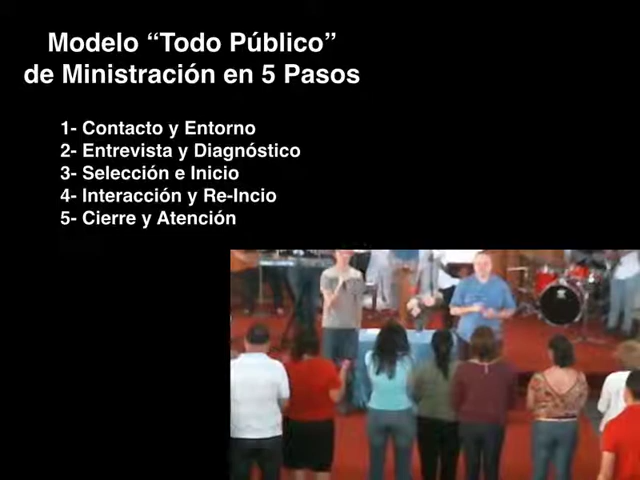 Modelo “Todo Público”
de Ministración en 5 Pasos
1- Contacto y Entorno
2- Entrevista y Diagnóstico
3- Selección e Inicio
4- Interacción y Re-Incio
5- Cierre y Atención